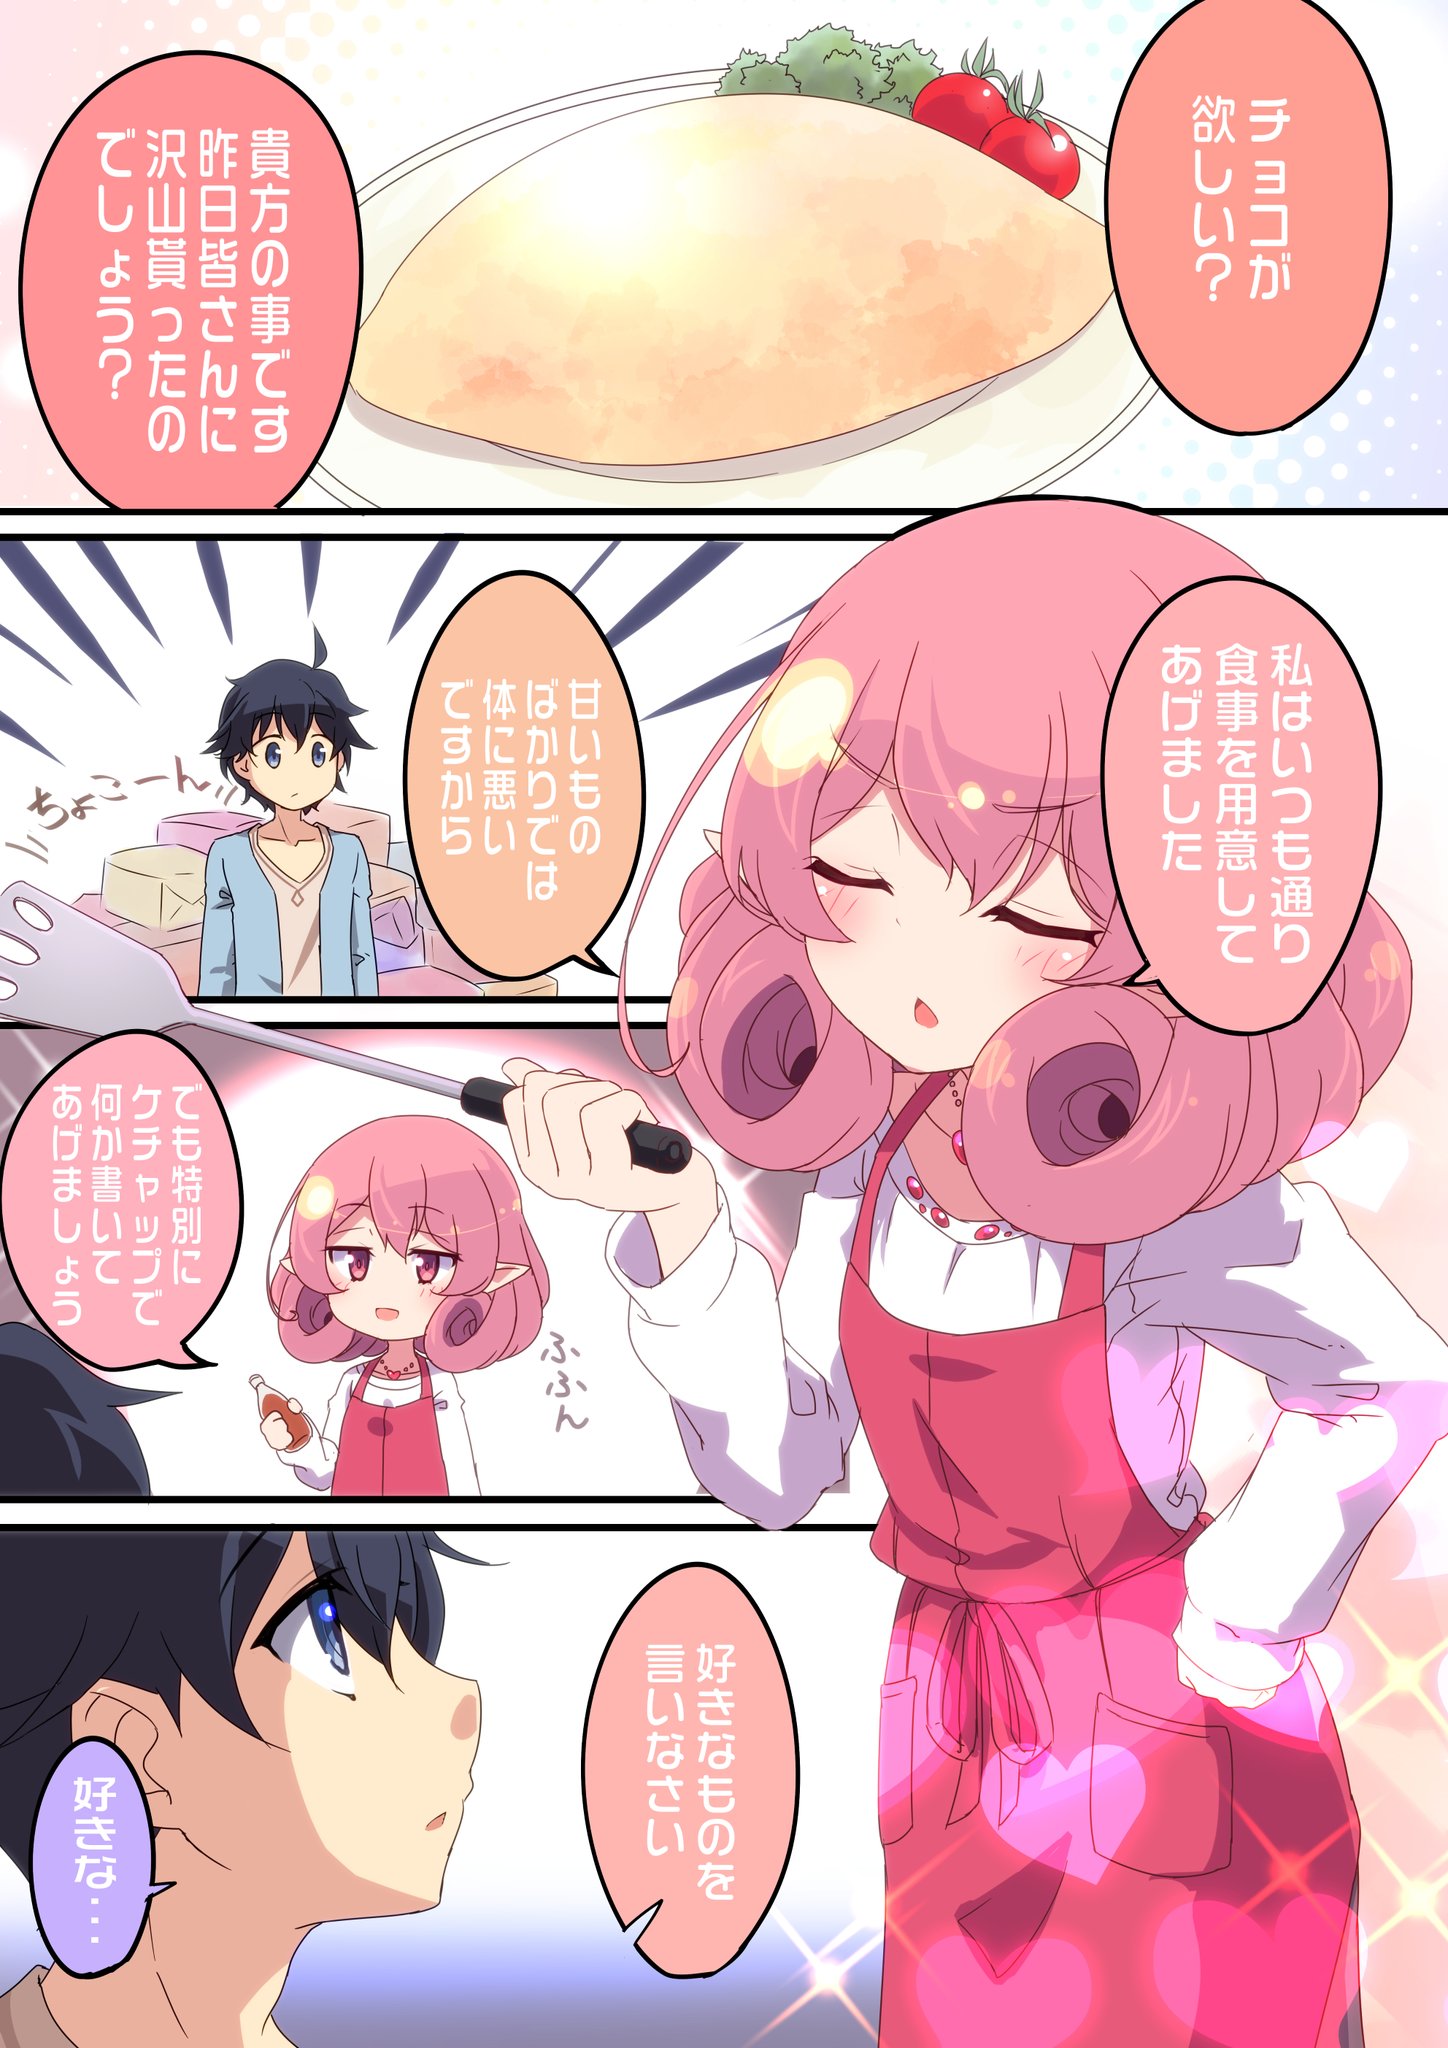 チョコが
欲しい？
貴方の事です
昨日皆さんに
沢山貰ったの
でしょう？
私はいつも通り
食事を用意して
あげました
甘いもの
ばかりでは
体に悪い
ですから
ちょこーん
でも特別に
ケチャップで
何か書いて
あげましょう
ふふん
好きなものを
言いなさい
好きな...